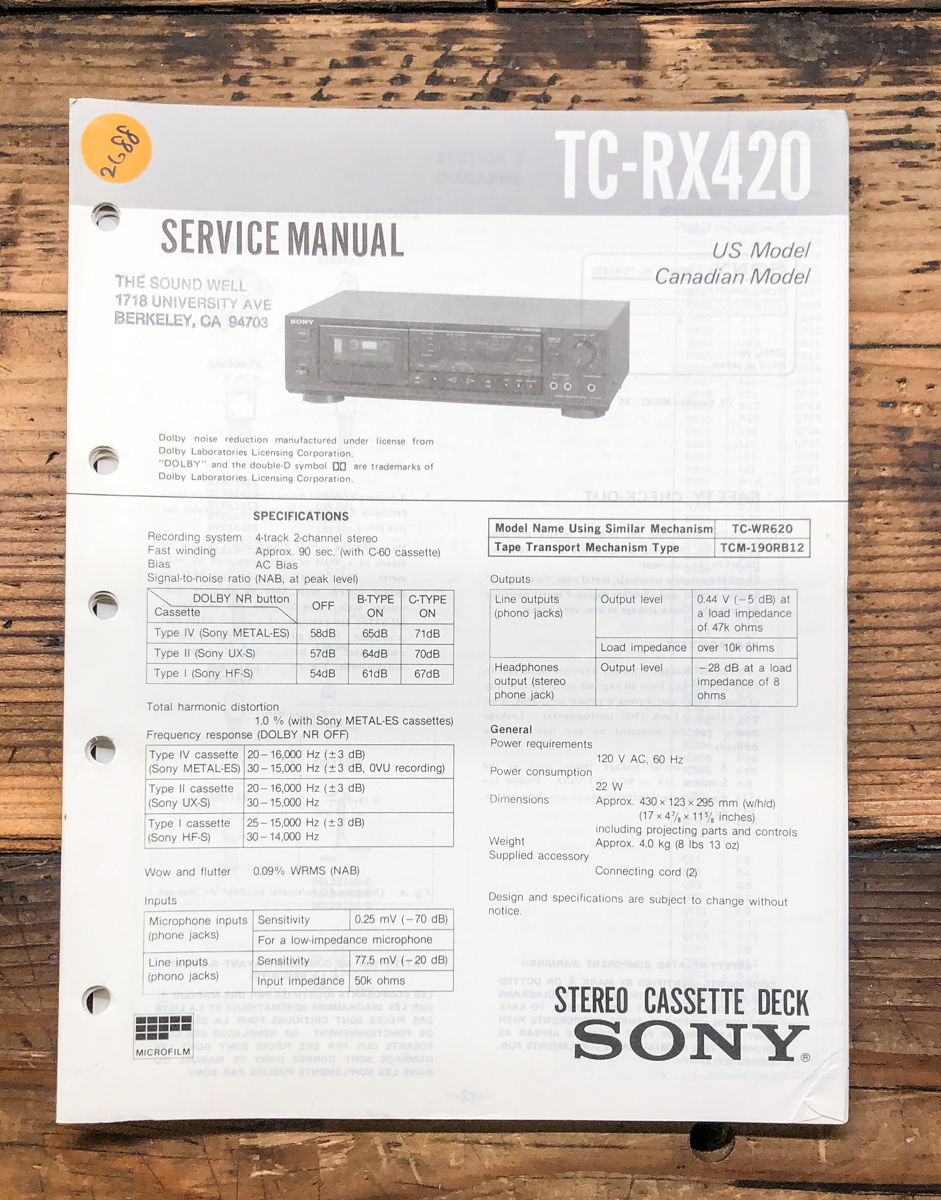 2688
TC-RX420
SERVICE MANUAL
US Model
Canadian Model
THE SOUND WELL
1718 UNIVERSITY AVE
BERKELEY, CA 94703
SONY
Dolby noise reduction manufactured under license from
Dolby Laboratories Licensing Corporation.
"DOLBY" and the double-D symbol are trademarks of
Dolby Laboratories Licensing Corporation.
SPECIFICATIONS
Recording system 4-track 2-channel stereo
Fast winding Approx. 90 sec. (with C-60 cassette)
Bias AC Bias
Signal-to-noise ratio (NAB, at peak level)
DOLBY NR button
Cassette
OFF
B-TYPE ON
C-TYPE ON
Type IV (Sony METAL-ES) 58dB 65dB 71dB
Type II (Sony UX-S) 57dB 64dB 70dB
Type I (Sony HF-S) 54dB 61dB 67dB
Total harmonic distortion
1.0 % (with Sony METAL-ES cassettes)
Frequency response (DOLBY NR OFF)
Type IV cassette 20-16,000 Hz (±3 dB)
(Sony METAL-ES) 30-15,000 Hz (±3 dB, 0VU recording)
Type II cassette 20-16,000 Hz (±3 dB)
(Sony UX-S) 30-15,000 Hz
Type I cassette 25-15,000 Hz (±3 dB)
(Sony HF-S) 30-14,000 Hz
Wow and flutter 0.09% WRMS (NAB)
Inputs
Microphone inputs (phone jacks) Sensitivity 0.25 mV (-70 dB)
For a low-impedance microphone
Line inputs (phono jacks) Sensitivity 77.5 mV (-20 dB)
Input impedance 50k ohms
MICROFILM
Model Name Using Similar Mechanism TC-WR620
Tape Transport Mechanism Type TCM-190RB12
Outputs
Line outputs (phono jacks) Output level 0.44 V (-5 dB) at
a load impedance
of 47k ohms
Load impedance over 10k ohms
Headphones output (stereo phone jack) Output level -28 dB at a load
impedance of 8
ohms
General
Power requirements
120 V AC, 60 Hz
Power consumption
22 W
Dimensions Approx. 430 × 123 × 295 mm (w/h/d)
(17 × 4 7/8 × 11 5/8 inches)
including projecting parts and controls
Weight Approx. 4.0 kg (8 lbs 13 oz)
Supplied accessory
Connecting cord (2)
Design and specifications are subject to change without
notice.
STEREO CASSETTE DECK
SONY®